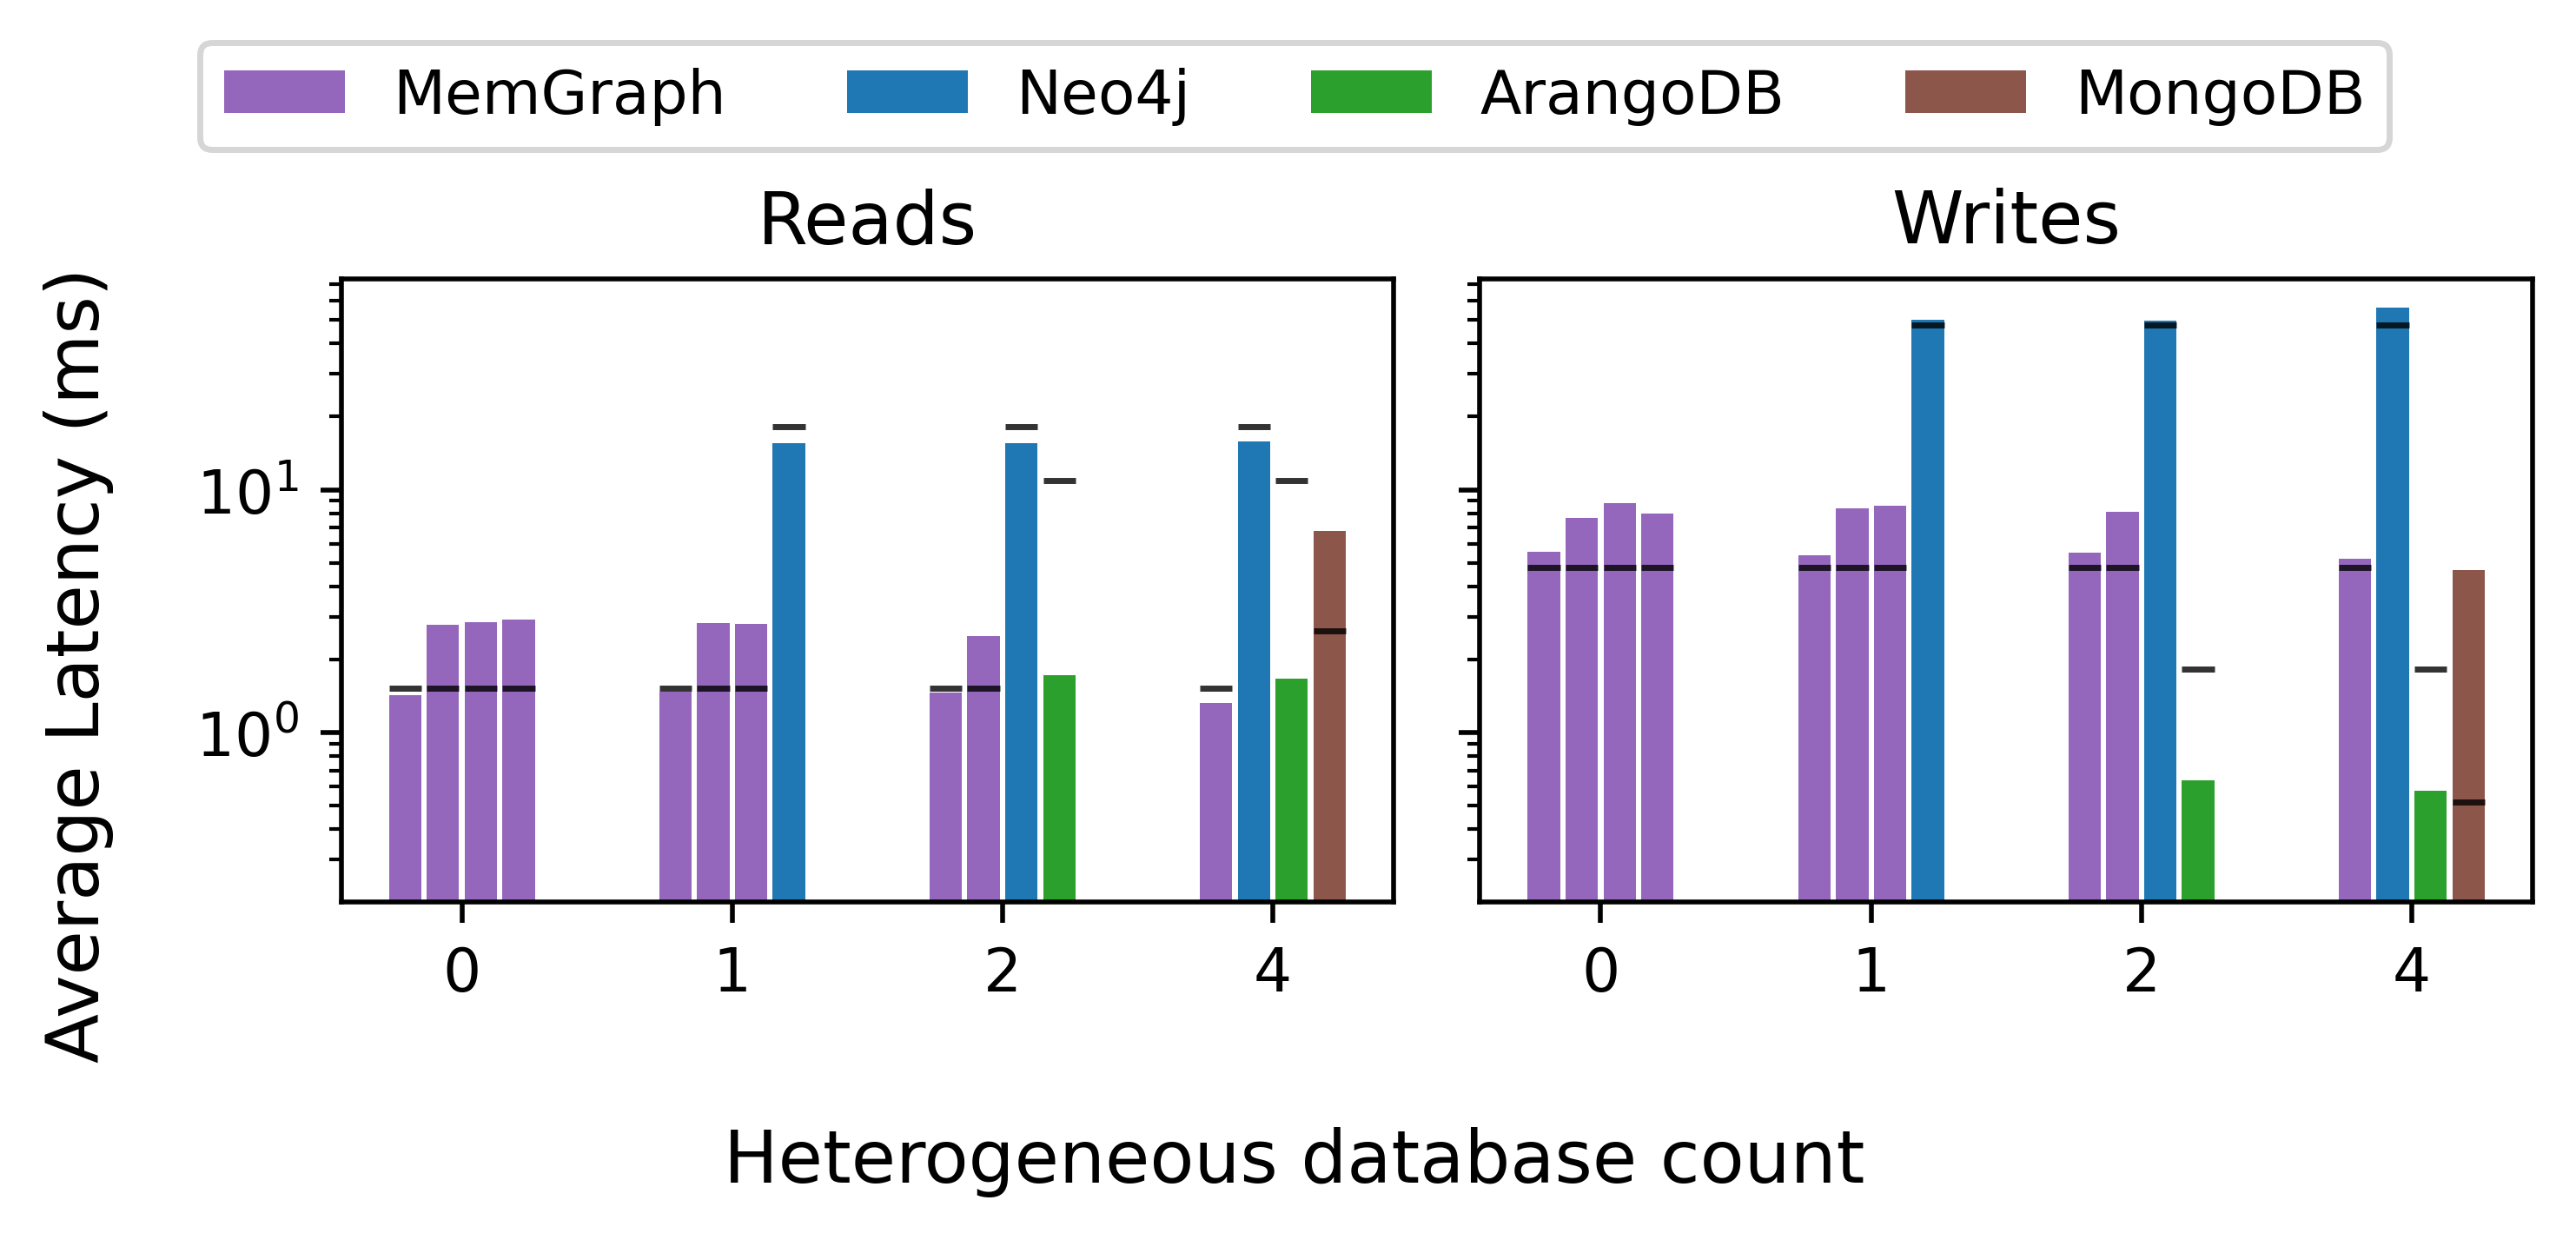 MemGraph Neo4j ArangoDB MongoDB
Reads Writes
Average Latency (ms)
10¹
10⁰
0 1 2 4 0 1 2 4
Heterogeneous database count